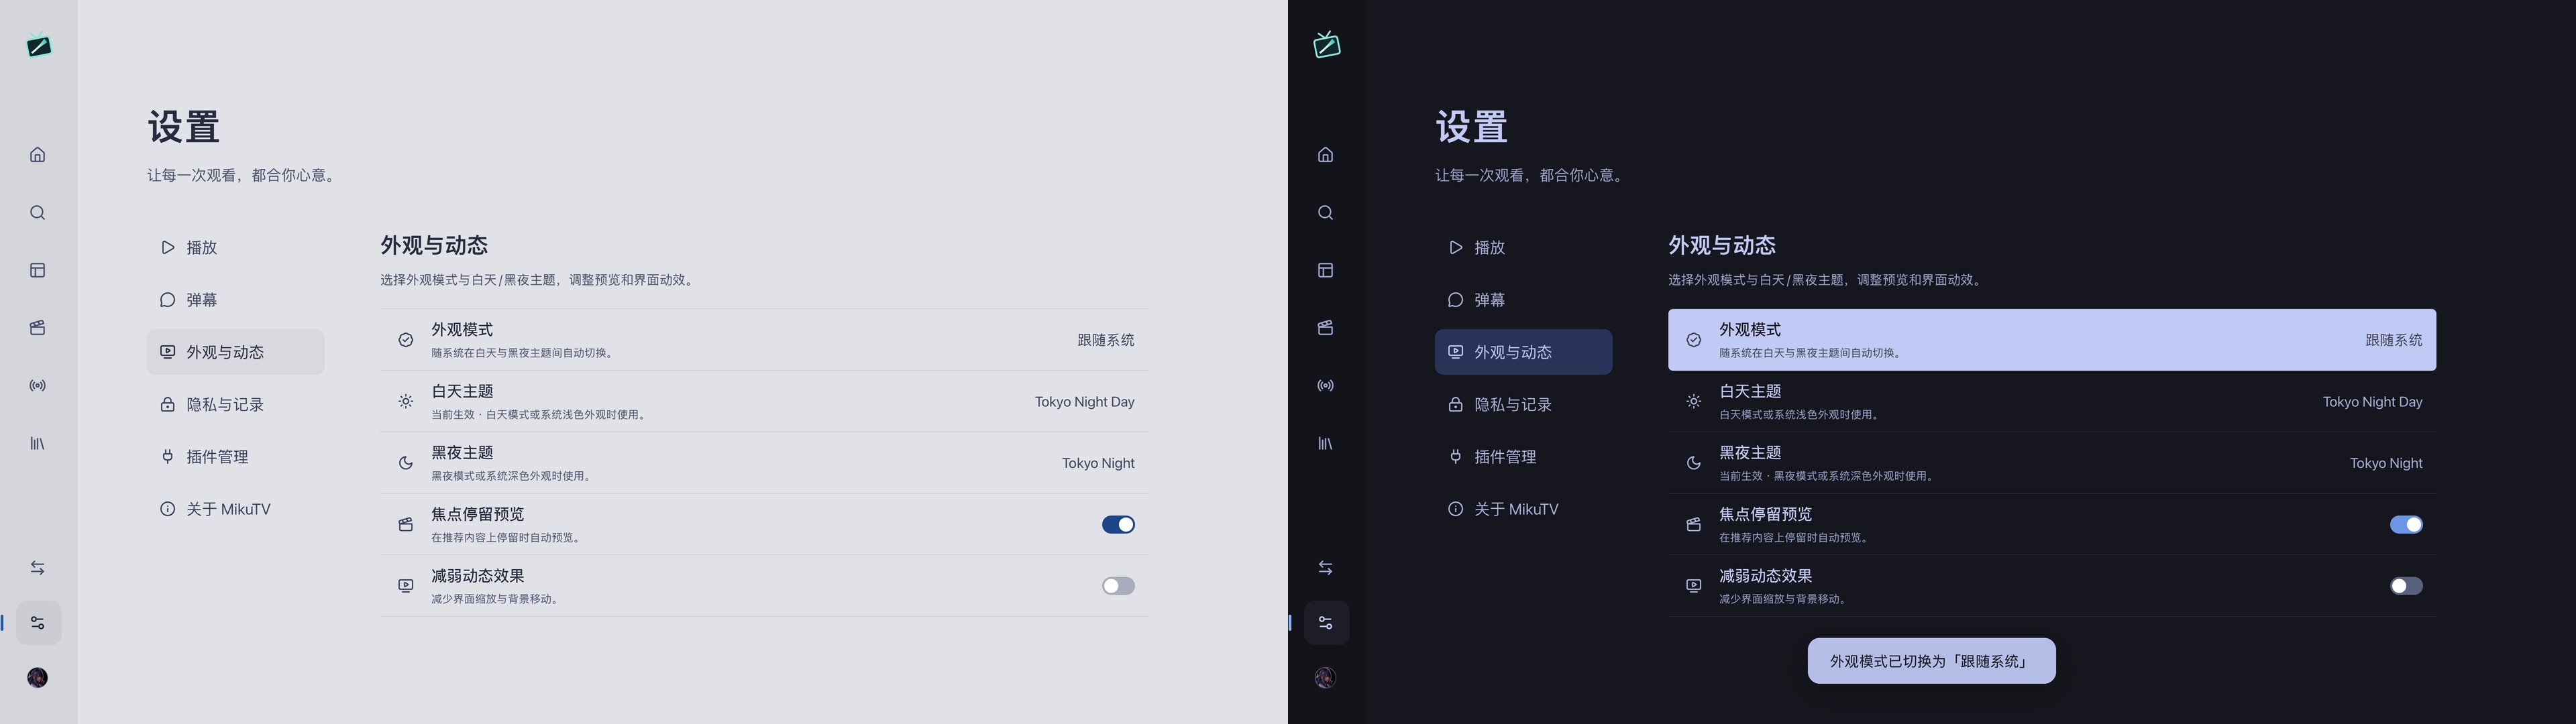 设置
让每一次观看，都合你心意。
播放
弹幕
外观与动态
隐私与记录
插件管理
关于 MikuTV
外观与动态
选择外观模式与白天/黑夜主题，调整预览和界面动效。
外观模式
随系统在白天与黑夜主题间自动切换。
跟随系统
白天主题
当前生效 · 白天模式或系统浅色外观时使用。
Tokyo Night Day
黑夜主题
黑夜模式或系统深色外观时使用。
Tokyo Night
焦点停留预览
在推荐内容上停留时自动预览。
减弱动态效果
减少界面缩放与背景移动。
设置
让每一次观看，都合你心意。
播放
弹幕
外观与动态
隐私与记录
插件管理
关于 MikuTV
外观与动态
选择外观模式与白天/黑夜主题，调整预览和界面动效。
外观模式
随系统在白天与黑夜主题间自动切换。
跟随系统
白天主题
白天模式或系统浅色外观时使用。
Tokyo Night Day
黑夜主题
当前生效 · 黑夜模式或系统深色外观时使用。
Tokyo Night
焦点停留预览
在推荐内容上停留时自动预览。
减弱动态效果
减少界面缩放与背景移动。
外观模式已切换为「跟随系统」